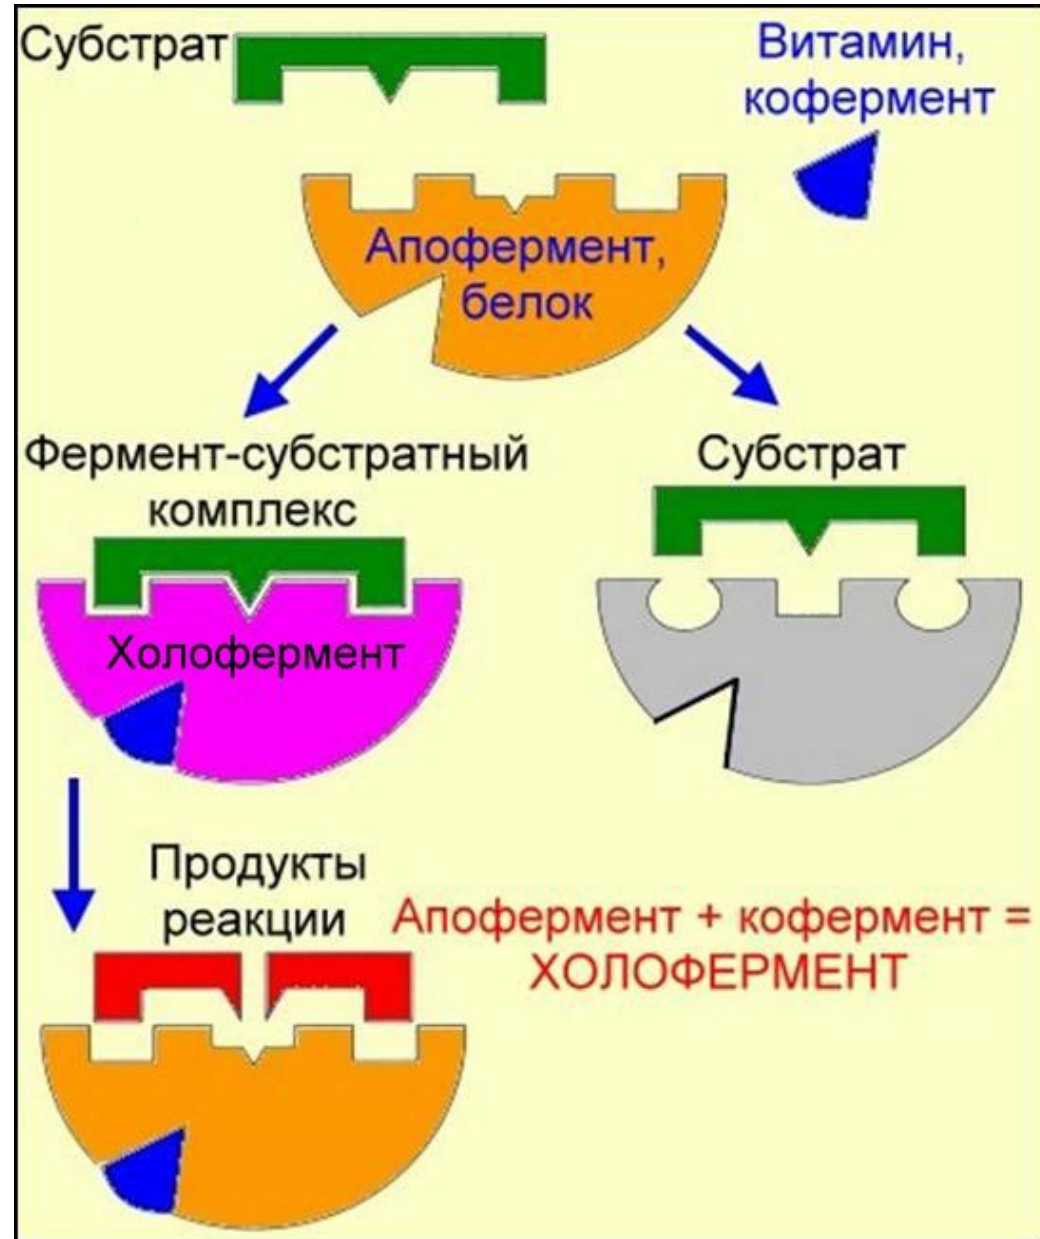 Субстрат
Витамин,
кофермент
Апофермент,
белок
Фермент-субстратный
комплекс
Субстрат
Холофермент
Продукты
реакции
Апофермент + кофермент =
ХОЛОФЕРМЕНТ